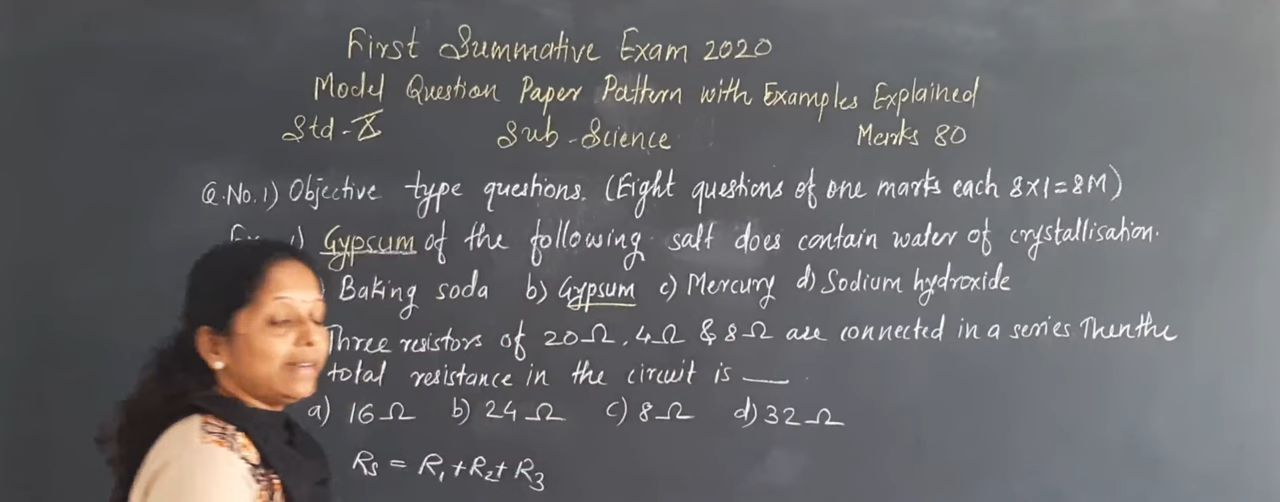 First Summative Exam 2020
Model Question Paper Pattern with Examples Explained
Std-X Sub-Science Marks 80
Q.No.1) Objective type questions. (Eight questions of one marks each 8×1=8M)
1) Gypsum of the following salt does contain water of crystallisation.
Baking soda b) Gypsum c) Mercury d) Sodium hydroxide
Three resistors of 20Ω, 4Ω & 8Ω are connected in a series Then the
total resistance in the circuit is __.
a) 16Ω b) 24Ω c) 8Ω d) 32Ω
Rs = R1+R2+R3